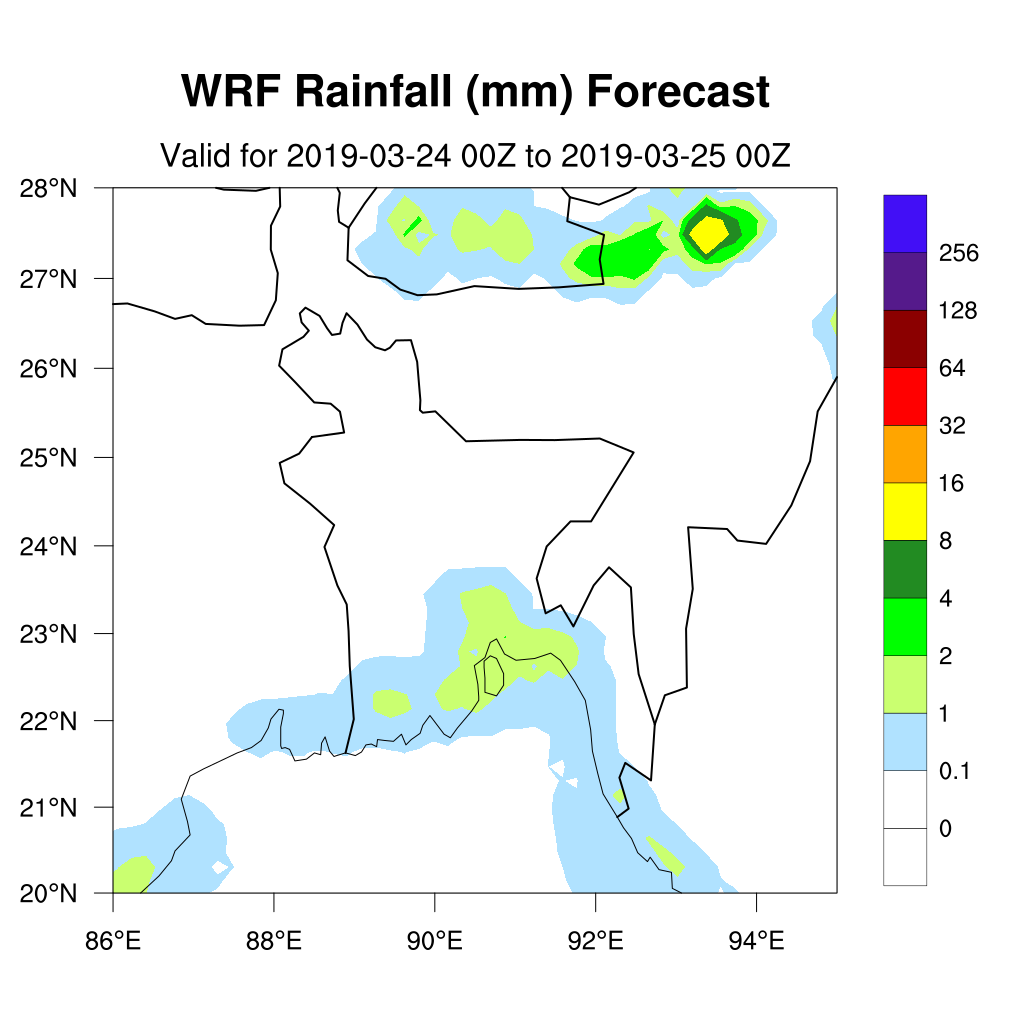 WRF Rainfall (mm) Forecast
Valid for 2019-03-24 00Z to 2019-03-25 00Z
28°N
27°N
26°N
25°N
24°N
23°N
22°N
21°N
20°N
86°E 88°E 90°E 92°E 94°E
256
128
64
32
16
8
4
2
1
0.1
0